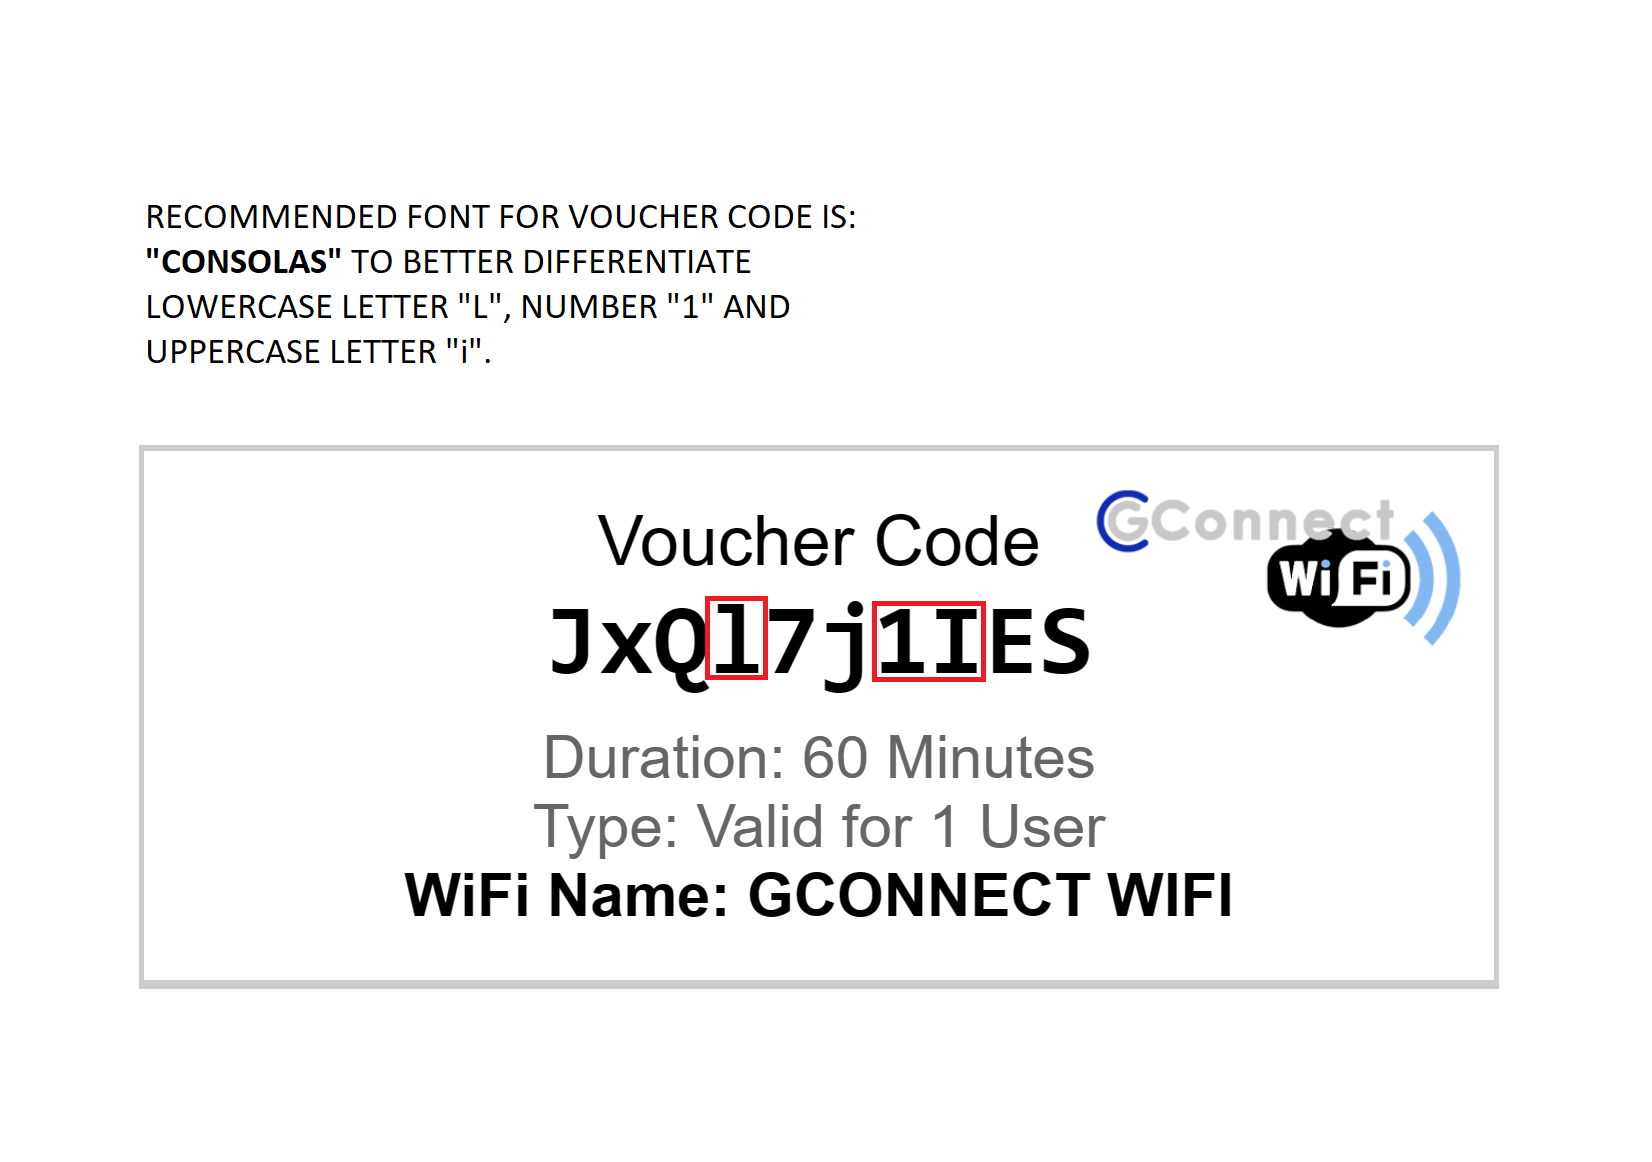 RECOMMENDED FONT FOR VOUCHER CODE IS:
"CONSOLAS" TO BETTER DIFFERENTIATE
LOWERCASE LETTER "L", NUMBER "1" AND
UPPERCASE LETTER "i".
Voucher Code
GConnect
WiFi
JxQl7j1IES
Duration: 60 Minutes
Type: Valid for 1 User
WiFi Name: GCONNECT WIFI